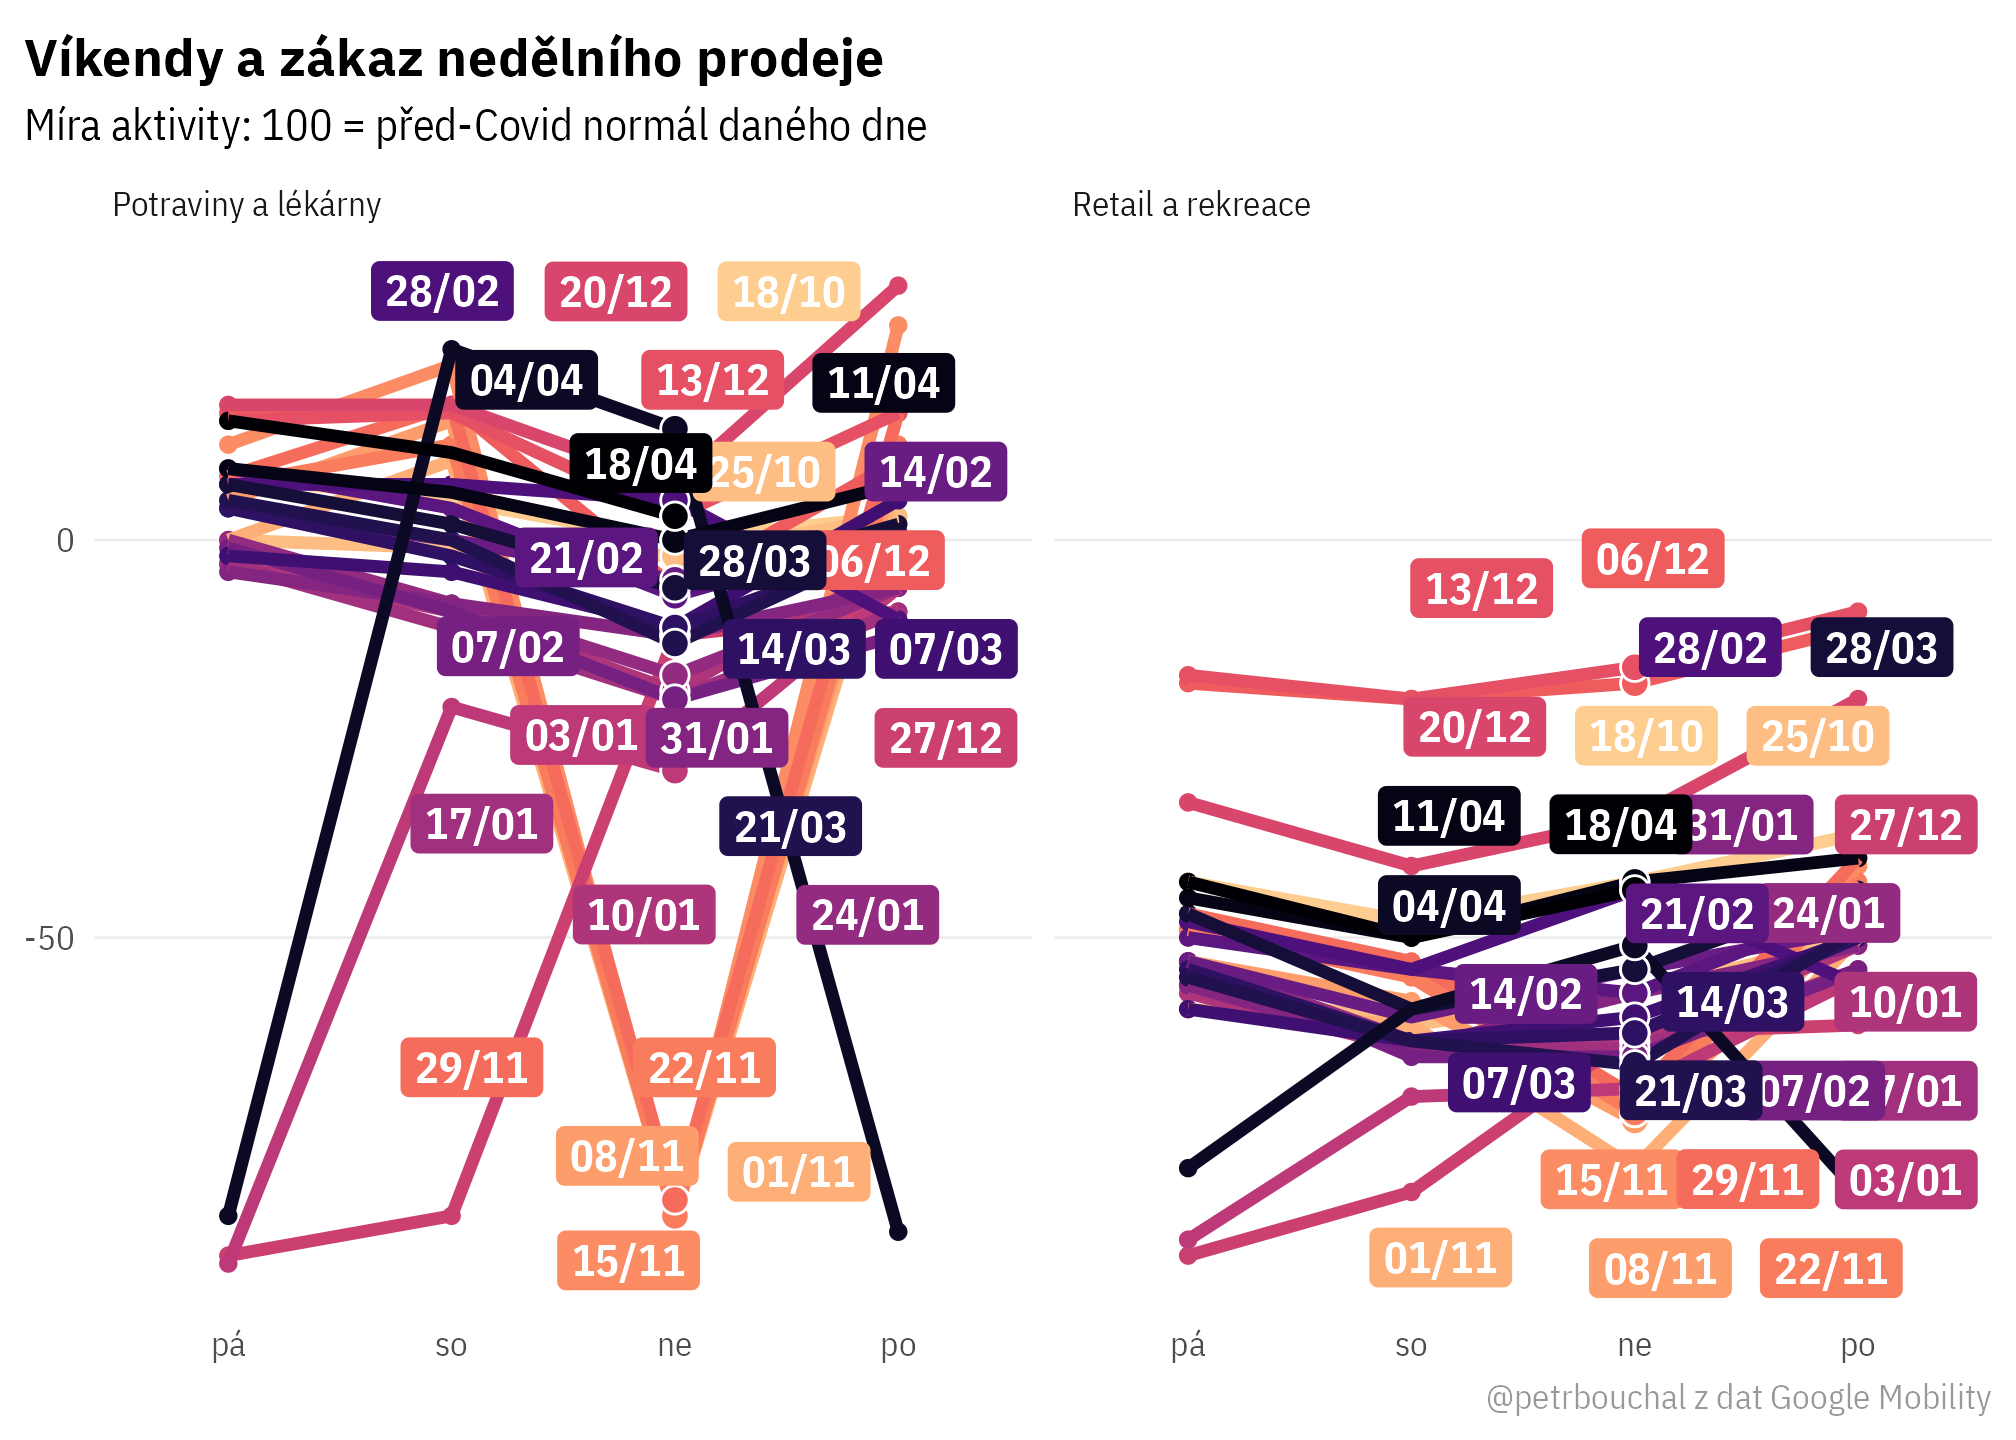 Víkendy a zákaz nedělního prodeje
Míra aktivity: 100 = před-Covid normál daného dne
Potraviny a lékárny
28/02 20/12 18/10
04/04 13/12 11/04
18/04 25/10 14/02
0
21/02 28/03 06/12
07/02 14/03 07/03
03/01 31/01 27/12
17/01 21/03
-50
10/01 24/01
29/11 22/11
08/11 01/11
15/11
pá so ne po
Retail a rekreace
06/12
13/12
28/02 28/03
20/12 18/10 25/10
11/04 18/04 31/01 27/12
04/04 21/02 24/01
14/02 14/03 10/01
07/03 21/03 07/02 7/01
15/11 29/11 03/01
01/11 08/11 22/11
pá so ne po
@petrbouchal z dat Google Mobility